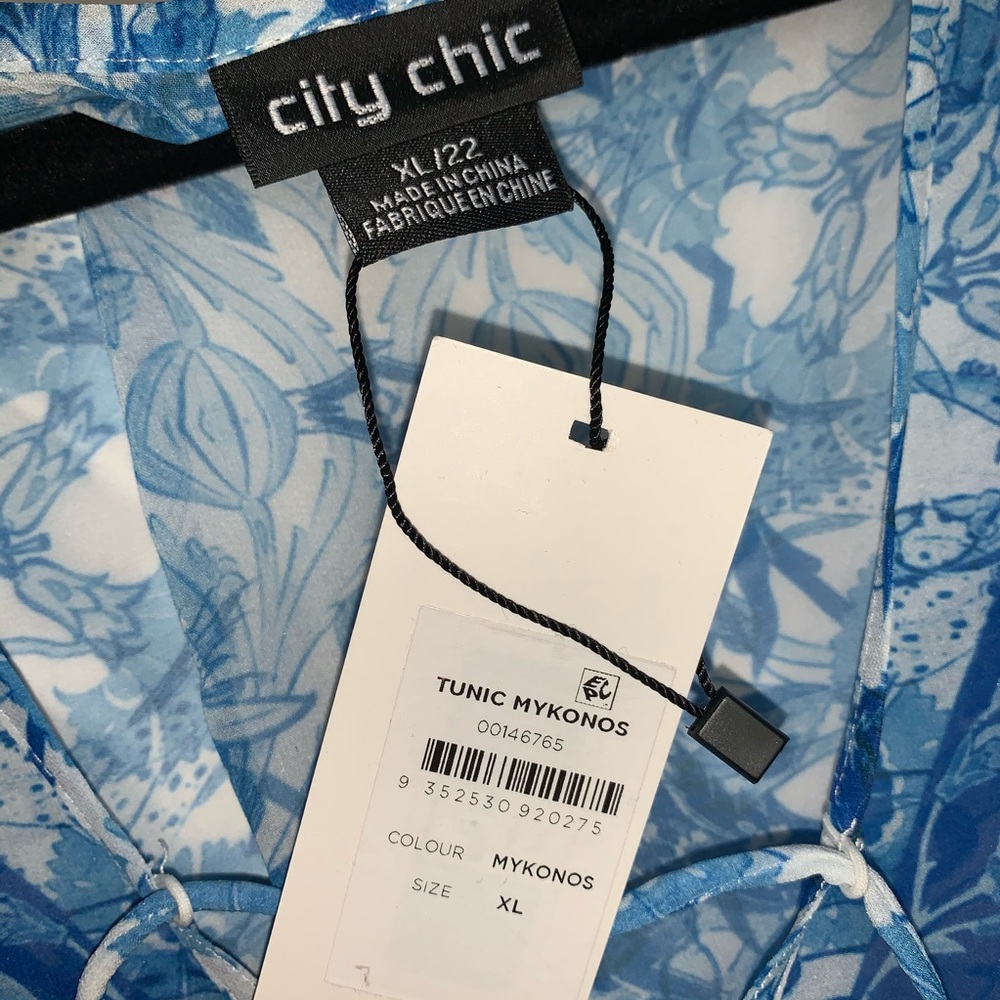 city chic
XL/22
MADE IN CHINA
FABRIQUE EN CHINE
TUNIC MYKONOS
00146765
9 352530 920275
COLOUR MYKONOS
SIZE XL